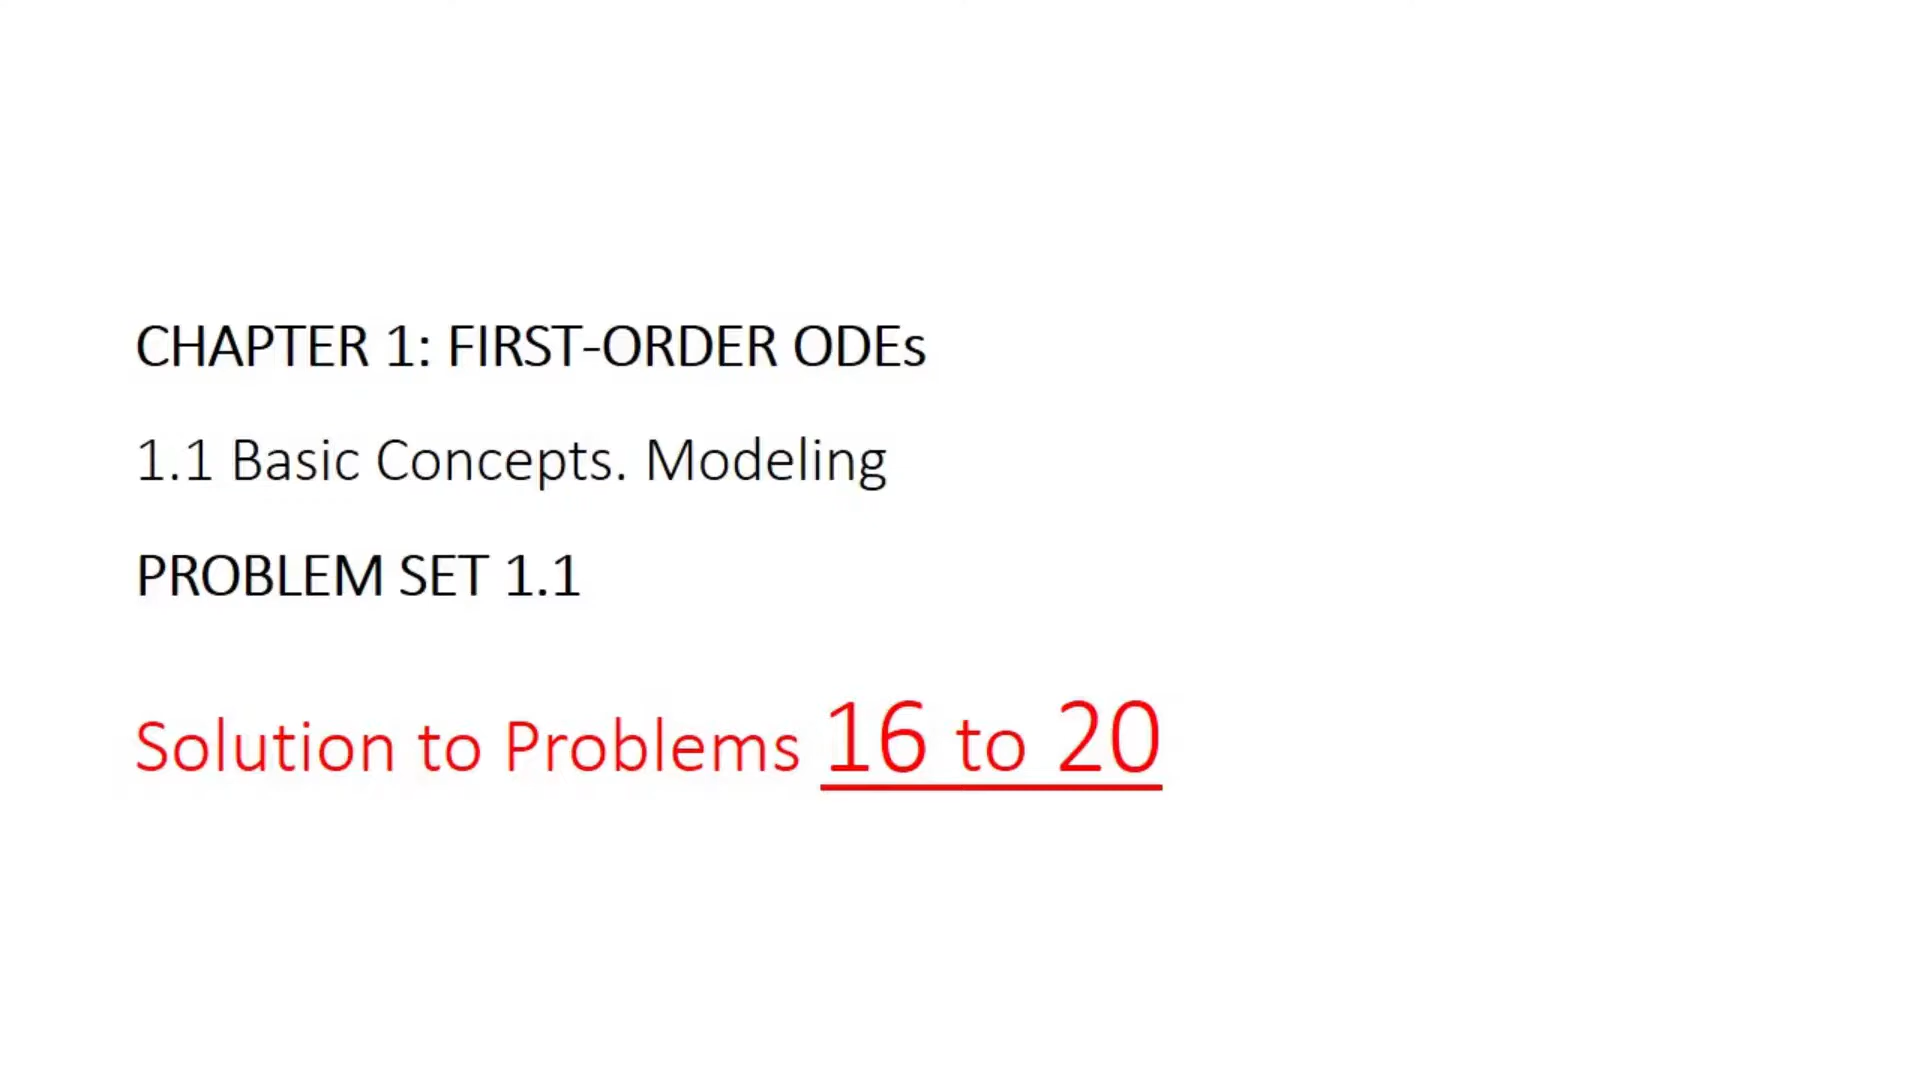 CHAPTER 1: FIRST-ORDER ODEs
1.1 Basic Concepts. Modeling
PROBLEM SET 1.1
Solution to Problems 16 to 20